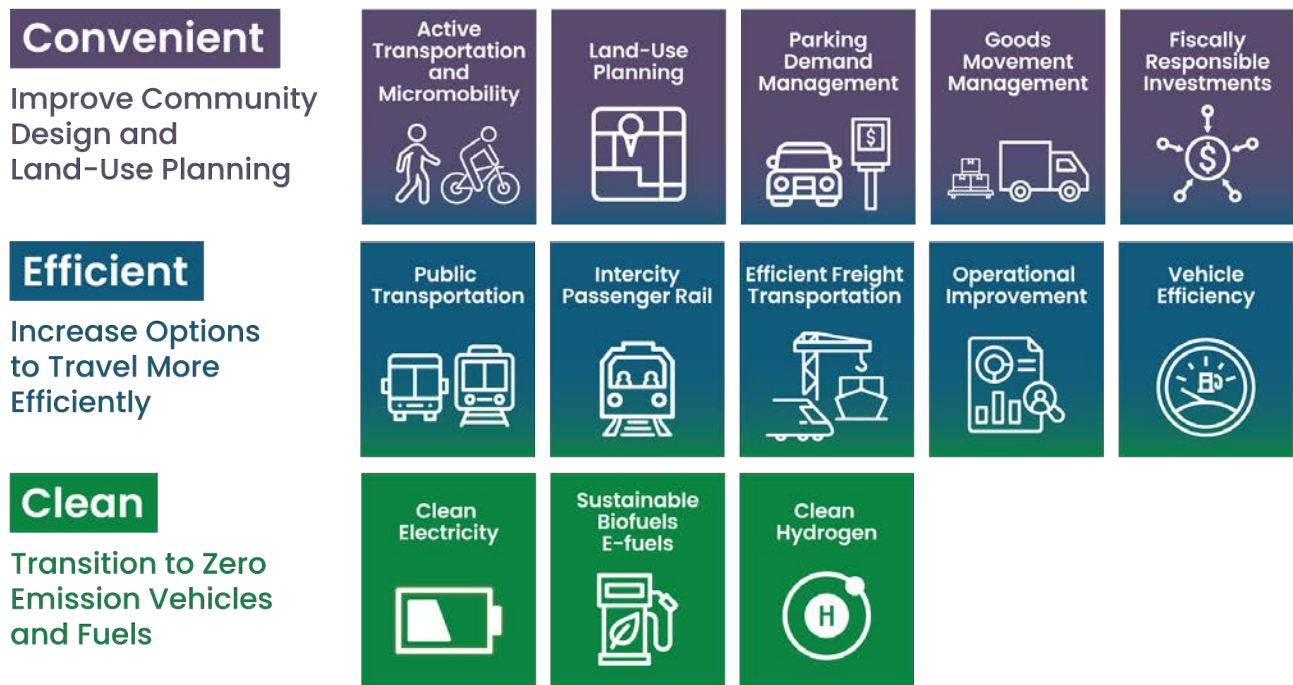 Convenient
Improve Community
Design and
Land-Use Planning
Active
Transportation
and
Micromobility
Land-Use
Planning
Parking
Demand
Management
$
Goods
Movement
Management
Fiscally
Responsible
Investments
$
Efficient
Increase Options
to Travel More
Efficiently
Public
Transportation
Intercity
Passenger Rail
Efficient Freight
Transportation
Operational
Improvement
Vehicle
Efficiency
Clean
Transition to Zero
Emission Vehicles
and Fuels
Clean
Electricity
Sustainable
Biofuels
E-fuels
Clean
Hydrogen
H